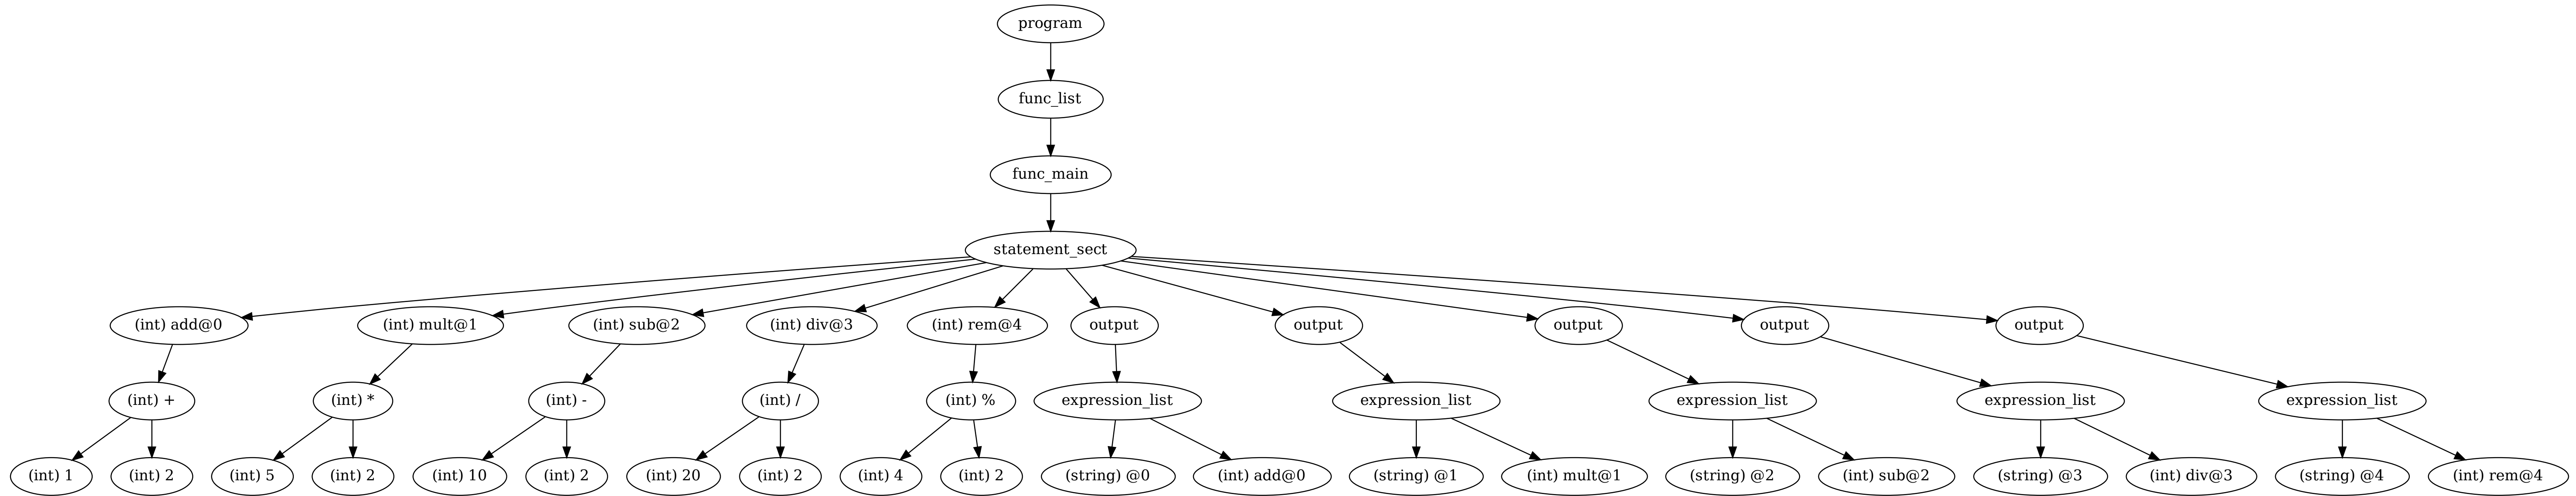 program
func_list
func_main
statement_sect
(int) add@0
(int) mult@1
(int) sub@2
(int) div@3
(int) rem@4
output
output
output
output
output
(int) +
(int) *
(int) -
(int) /
(int) %
expression_list
expression_list
expression_list
expression_list
expression_list
(int) 1
(int) 2
(int) 5
(int) 2
(int) 10
(int) 2
(int) 20
(int) 2
(int) 4
(int) 2
(string) @0
(int) add@0
(string) @1
(int) mult@1
(string) @2
(int) sub@2
(string) @3
(int) div@3
(string) @4
(int) rem@4